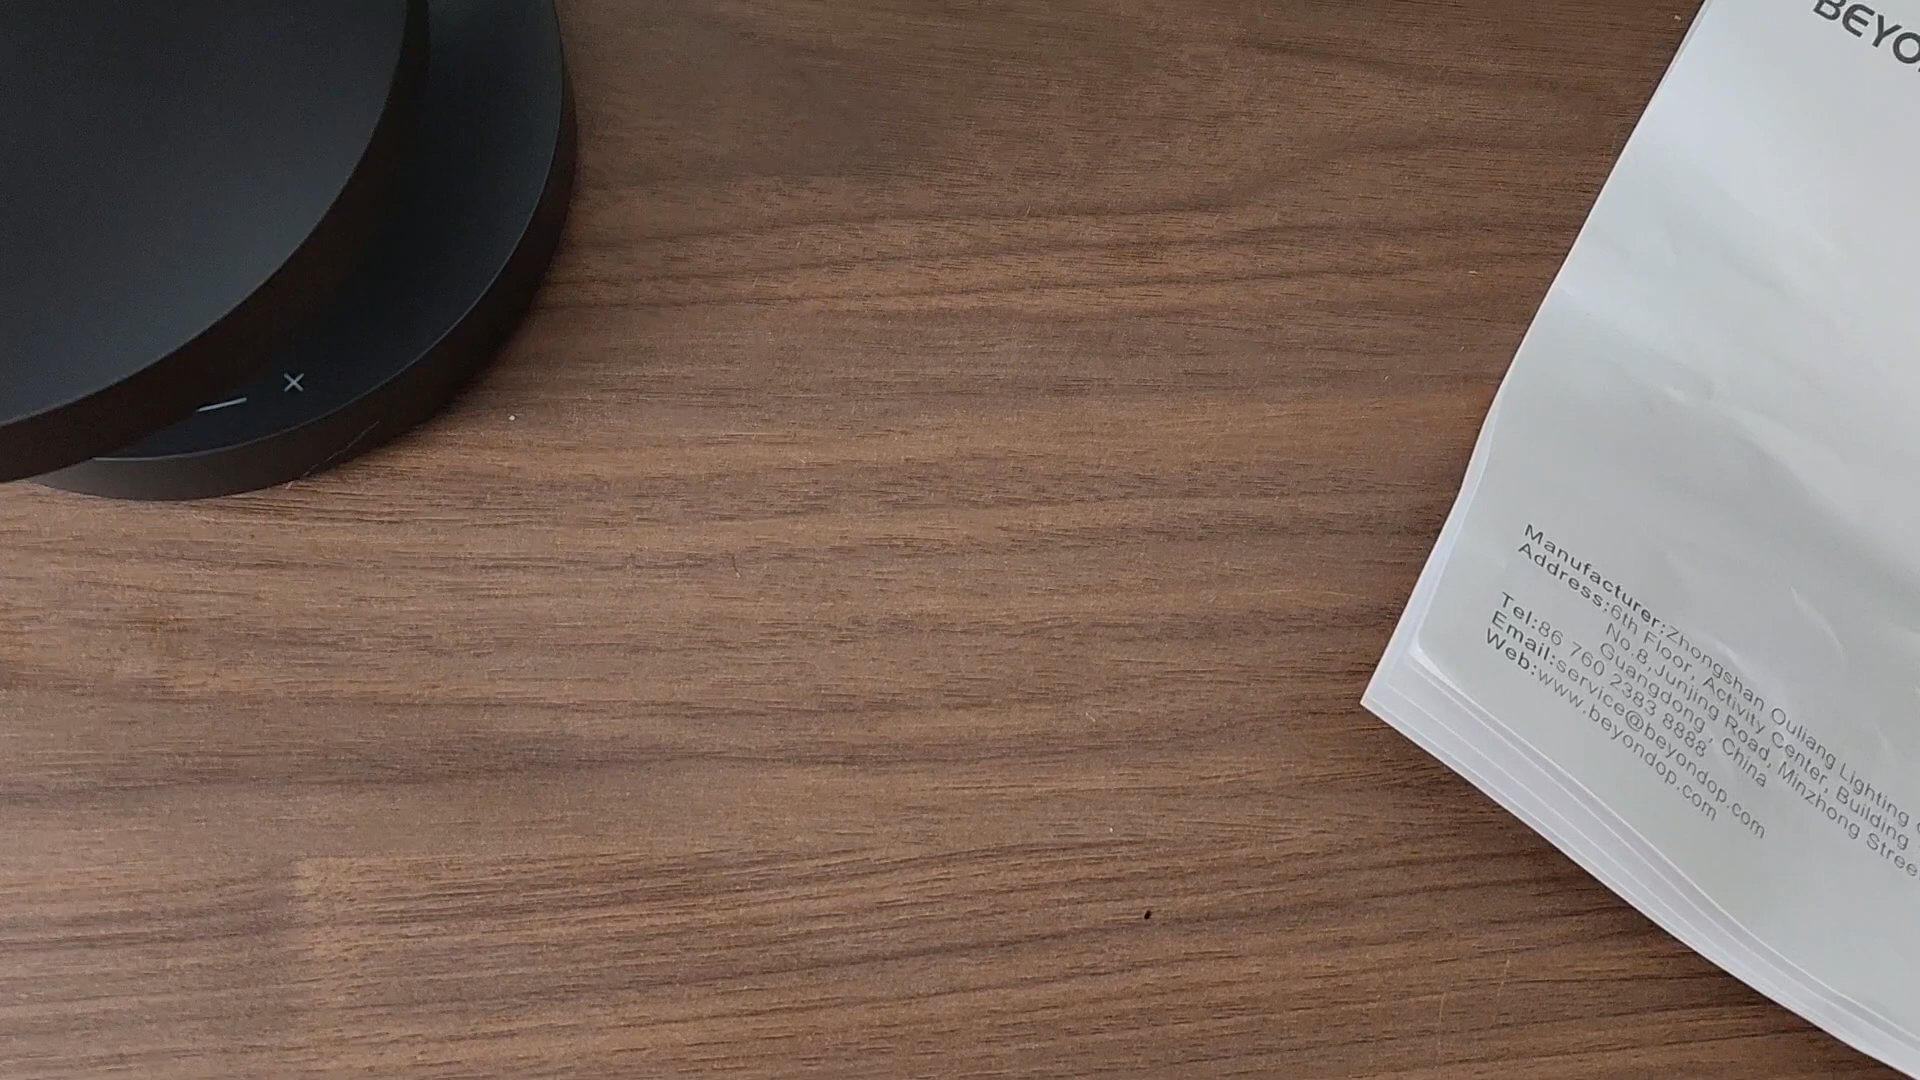 BEYO
Manufacturer:Zhongshan Ouliang Lighting
Address:6th Floor, Activity Center, Building
No.8,Junjing Road, Minzhong Stree
Guangdong, China
Tel:86 760 2383 8888
Email:service@beyondop.com
Web:www.beyondop.com